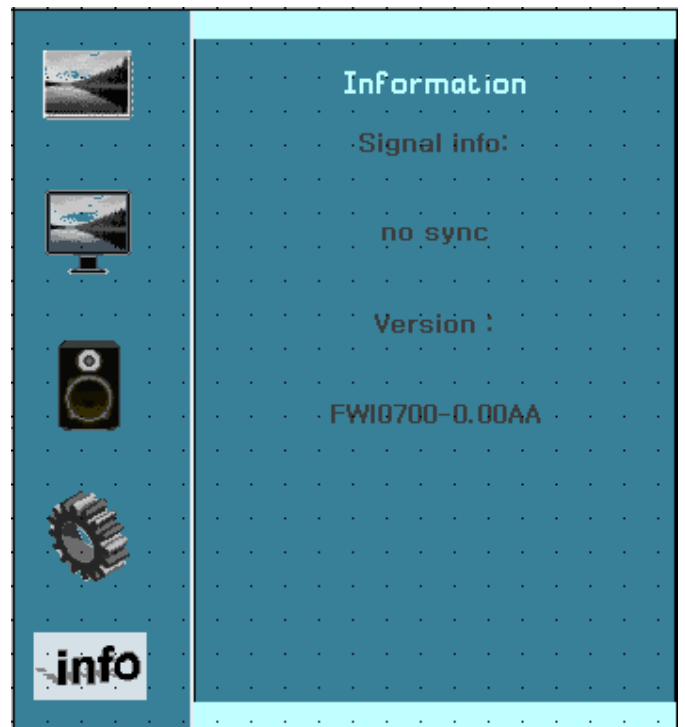 Information
Signal info:
no sync
Version :
FWI0700-0.00AA
info